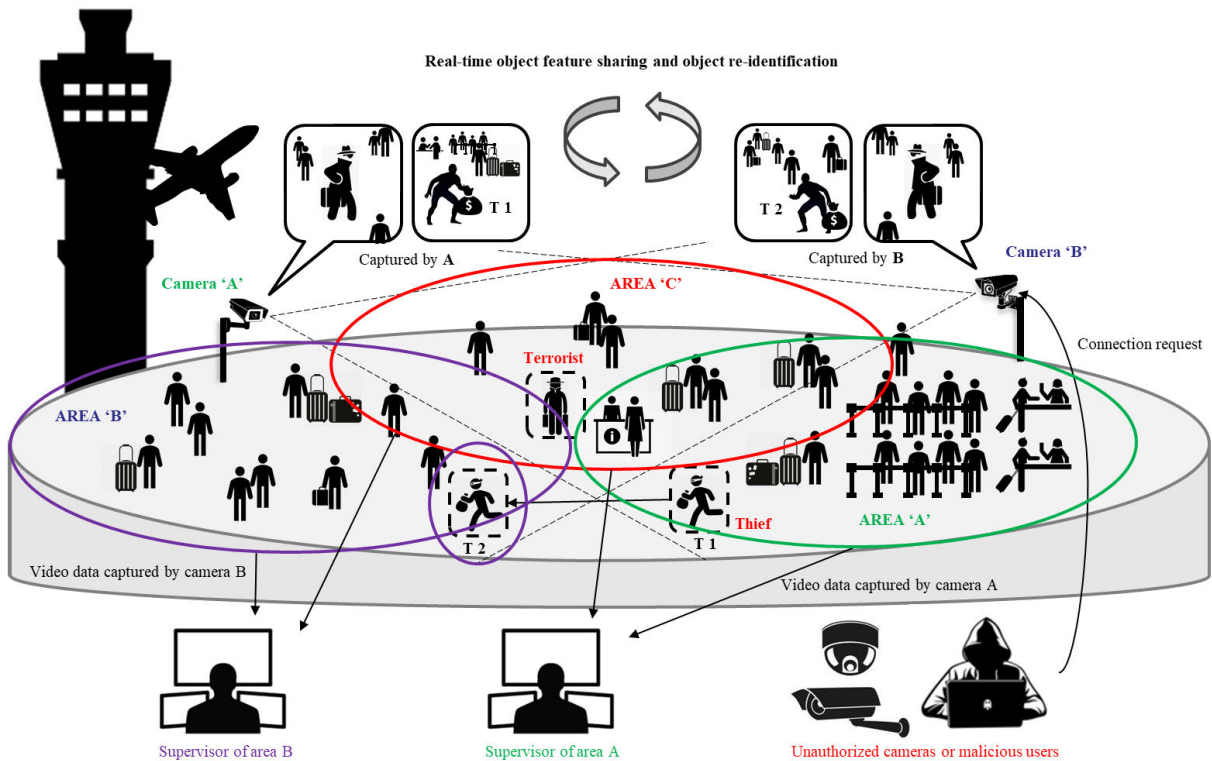 Real-time object feature sharing and object re-identification
T 1
T 2
$
$
Captured by A
Captured by B
Camera ‘B’
Camera ‘A’
AREA ‘C’
Connection request
Terrorist
AREA ‘B’
i
Thief
AREA ‘A’
T 2
T 1
Video data captured by camera B
Video data captured by camera A
Supervisor of area B
Supervisor of area A
Unauthorized cameras or malicious users